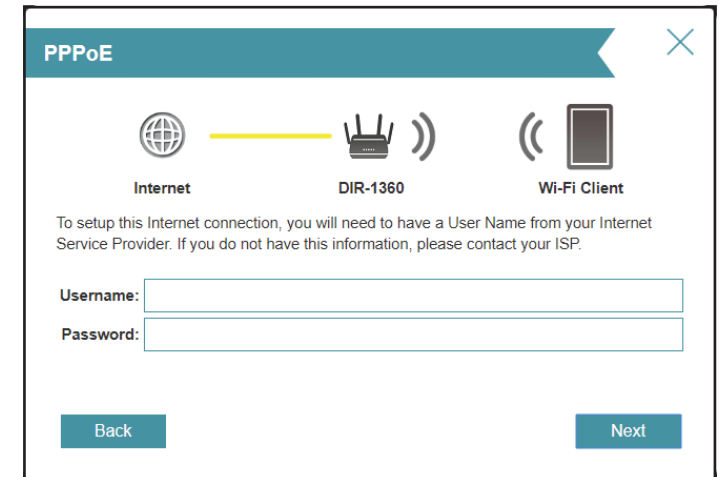 PPPoE
Internet
DIR-1360
Wi-Fi Client
To setup this Internet connection, you will need to have a User Name from your Internet
Service Provider. If you do not have this information, please contact your ISP.
Username:
Password:
Back
Next